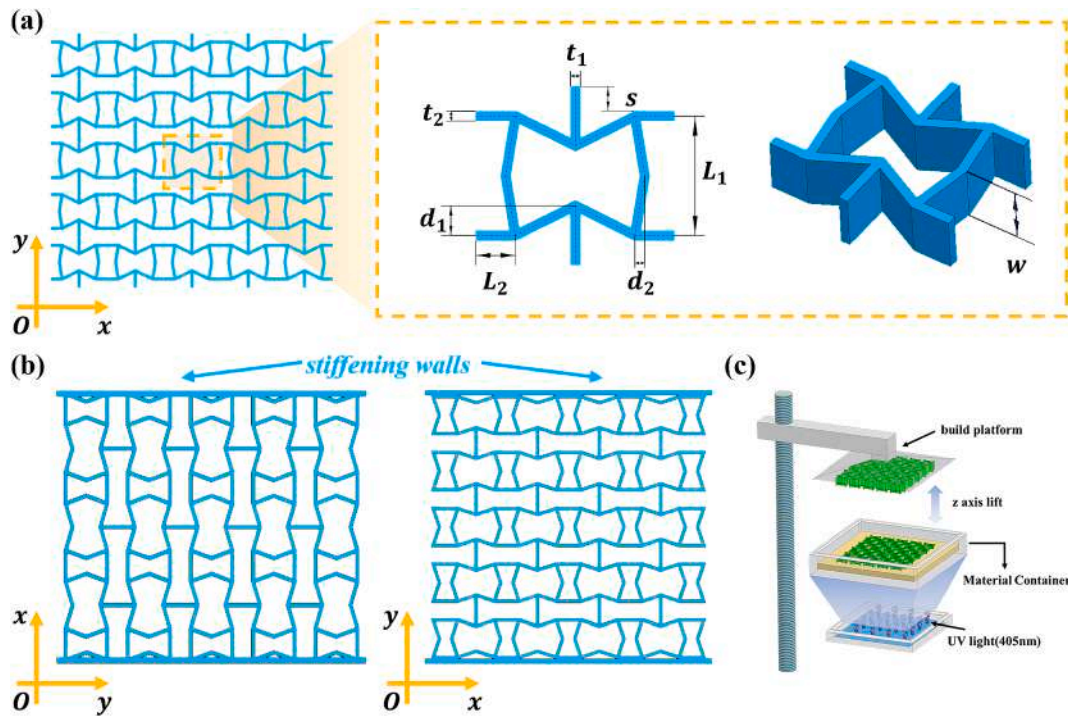 (a)
y
O
x
t₁
t₂
s
L₁
d₁
L₂
d₂
w
(b)
stiffening walls
x
O
y
y
O
x
(c)
build platform
z axis lift
Material Container
UV light(405nm)